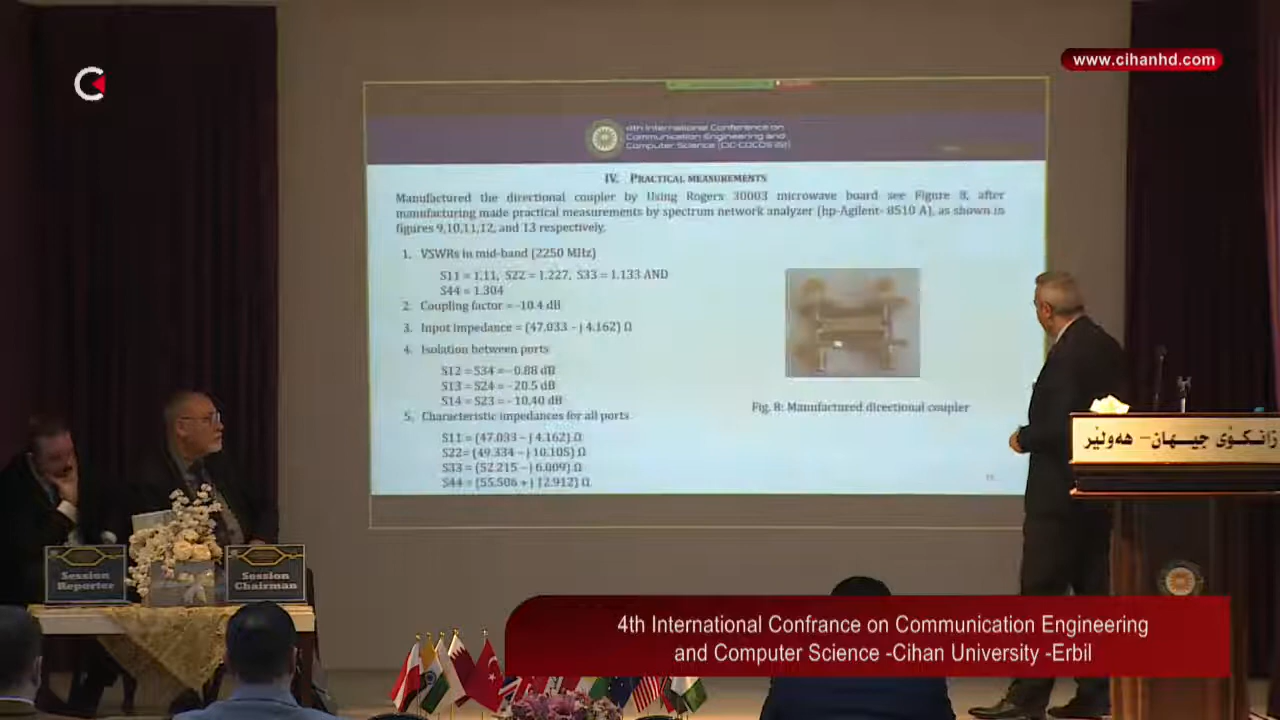 www.cihanhd.com
4th International Conference on
Communication Engineering and
Computer Science (CIC-COCOS'22)
IV. PRACTICAL MEASUREMENTS
Manufactured the directional coupler by Using Rogers 30003 microwave board see Figure 8, after
manufacturing made practical measurements by spectrum network analyzer (hp-Agilent- 8510 A), as shown in
figures 9,10,11,12, and 13 respectively.
1. VSWRs in mid-band (2250 MHz)
S11 = 1.11, S22 = 1.227, S33 = 1.133 AND
S44 = 1.304
2. Coupling factor = -10.4 dB
3. Input impedance = (47.033 – j 4.162) Ω
4. Isolation between ports
S12 = S34 = - 0.88 dB
S13 = S24 = - 20.5 dB
S14 = S23 = - 10.40 dB
5. Characteristic impedances for all ports
S11 = (47.033 – j 4.162) Ω
S22= (49.334 – j 10.105) Ω
S33 = (52.215 – j 6.009) Ω
S44 = (55.506 + j 12.912) Ω
Fig. 8: Manufactured directional coupler
زانكۆی جیهان- هەولێر
Session
Reporter
Session
Chairman
4th International Confrance on Communication Engineering
and Computer Science -Cihan University -Erbil